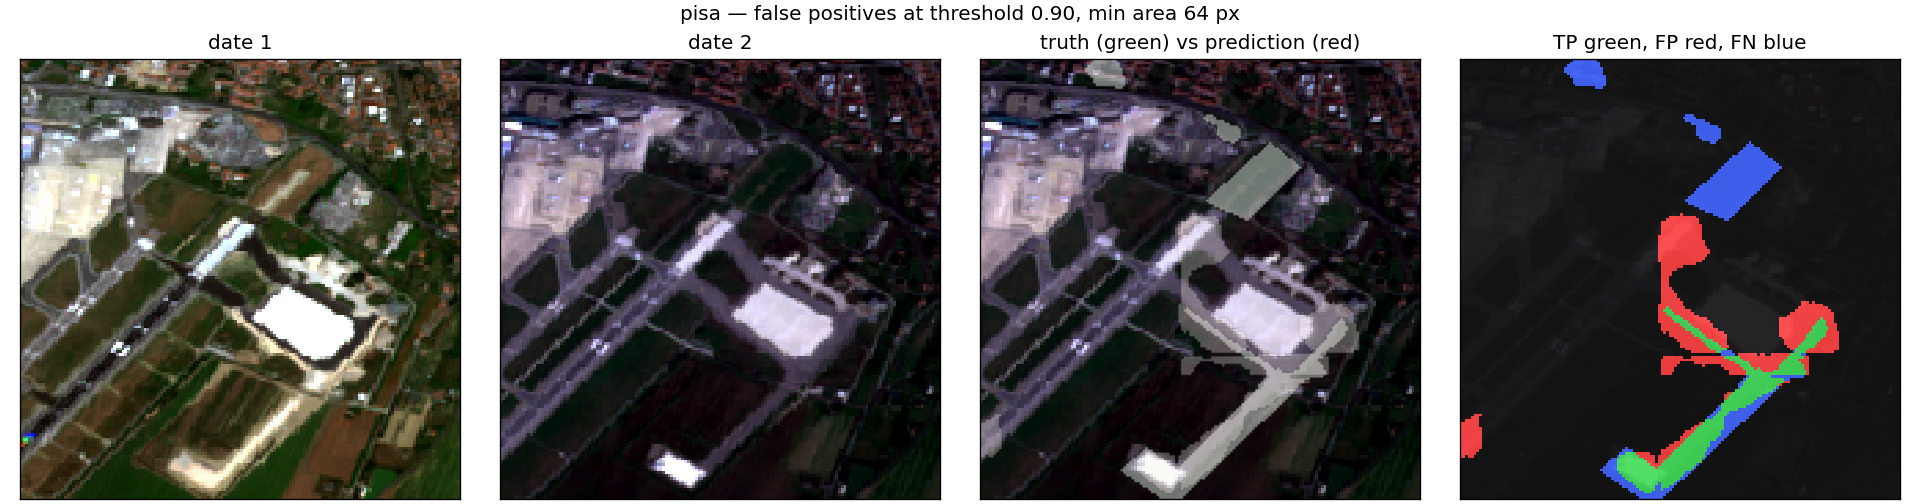 pisa — false positives at threshold 0.90, min area 64 px
date 1
date 2
truth (green) vs prediction (red)
TP green, FP red, FN blue